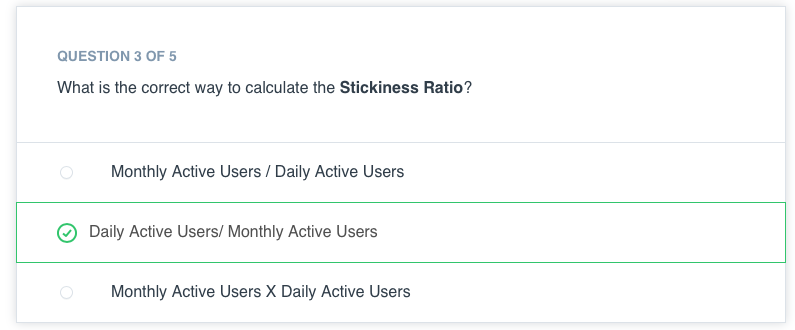 QUESTION 3 OF 5
What is the correct way to calculate the Stickiness Ratio?
Monthly Active Users / Daily Active Users
Daily Active Users/ Monthly Active Users
Monthly Active Users X Daily Active Users